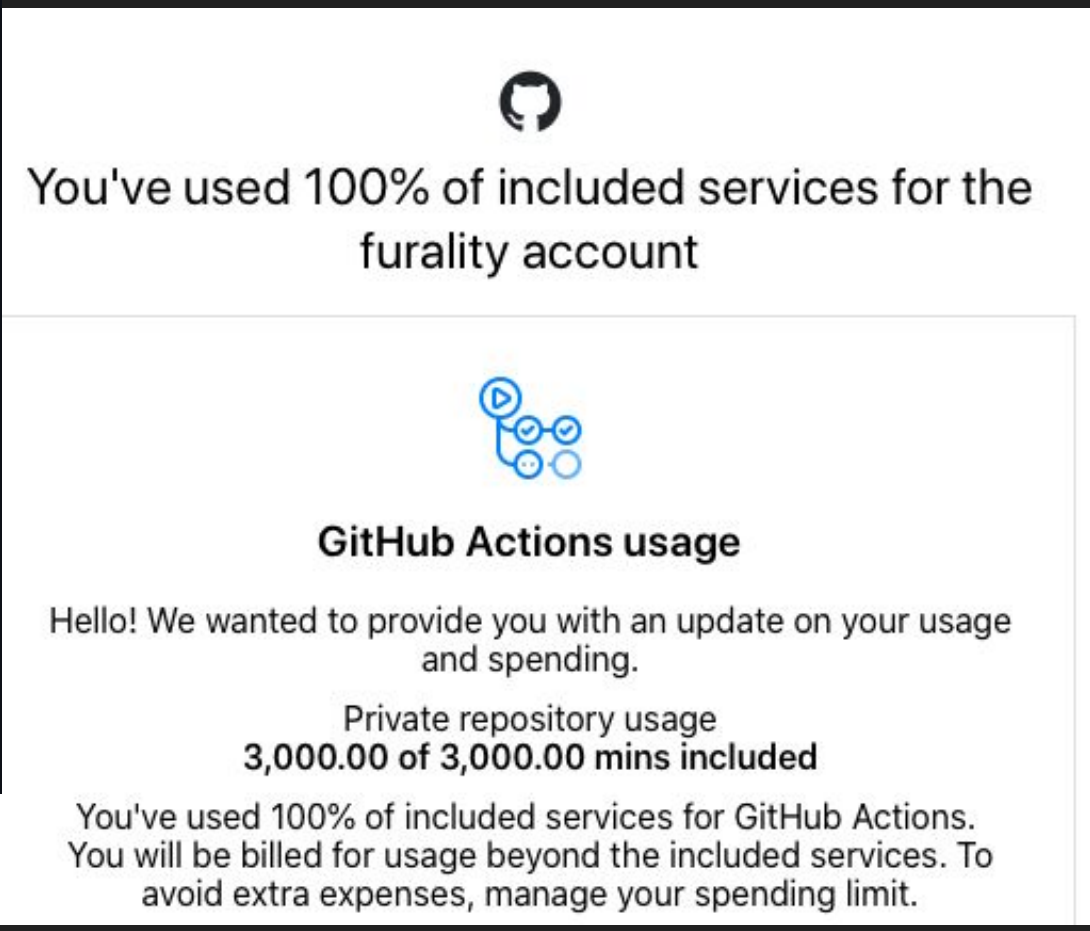 You've used 100% of included services for the
furality account
GitHub Actions usage
Hello! We wanted to provide you with an update on your usage
and spending.
Private repository usage
3,000.00 of 3,000.00 mins included
You've used 100% of included services for GitHub Actions.
You will be billed for usage beyond the included services. To
avoid extra expenses, manage your spending limit.